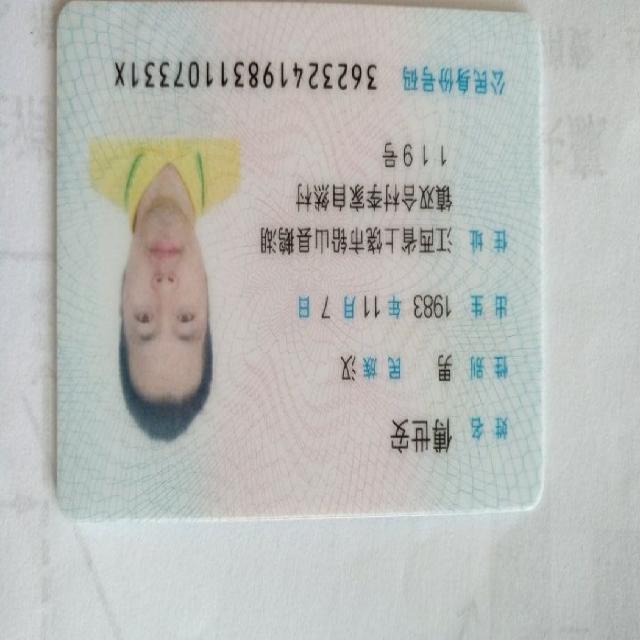 姓名 傅世安
性别 男 民族 汉
出生 1983 年 11 月 7 日
住址 江西省上饶市铅山县鹅湖
镇双合村李家自然村
119号
公民身份号码 36232419831107331X